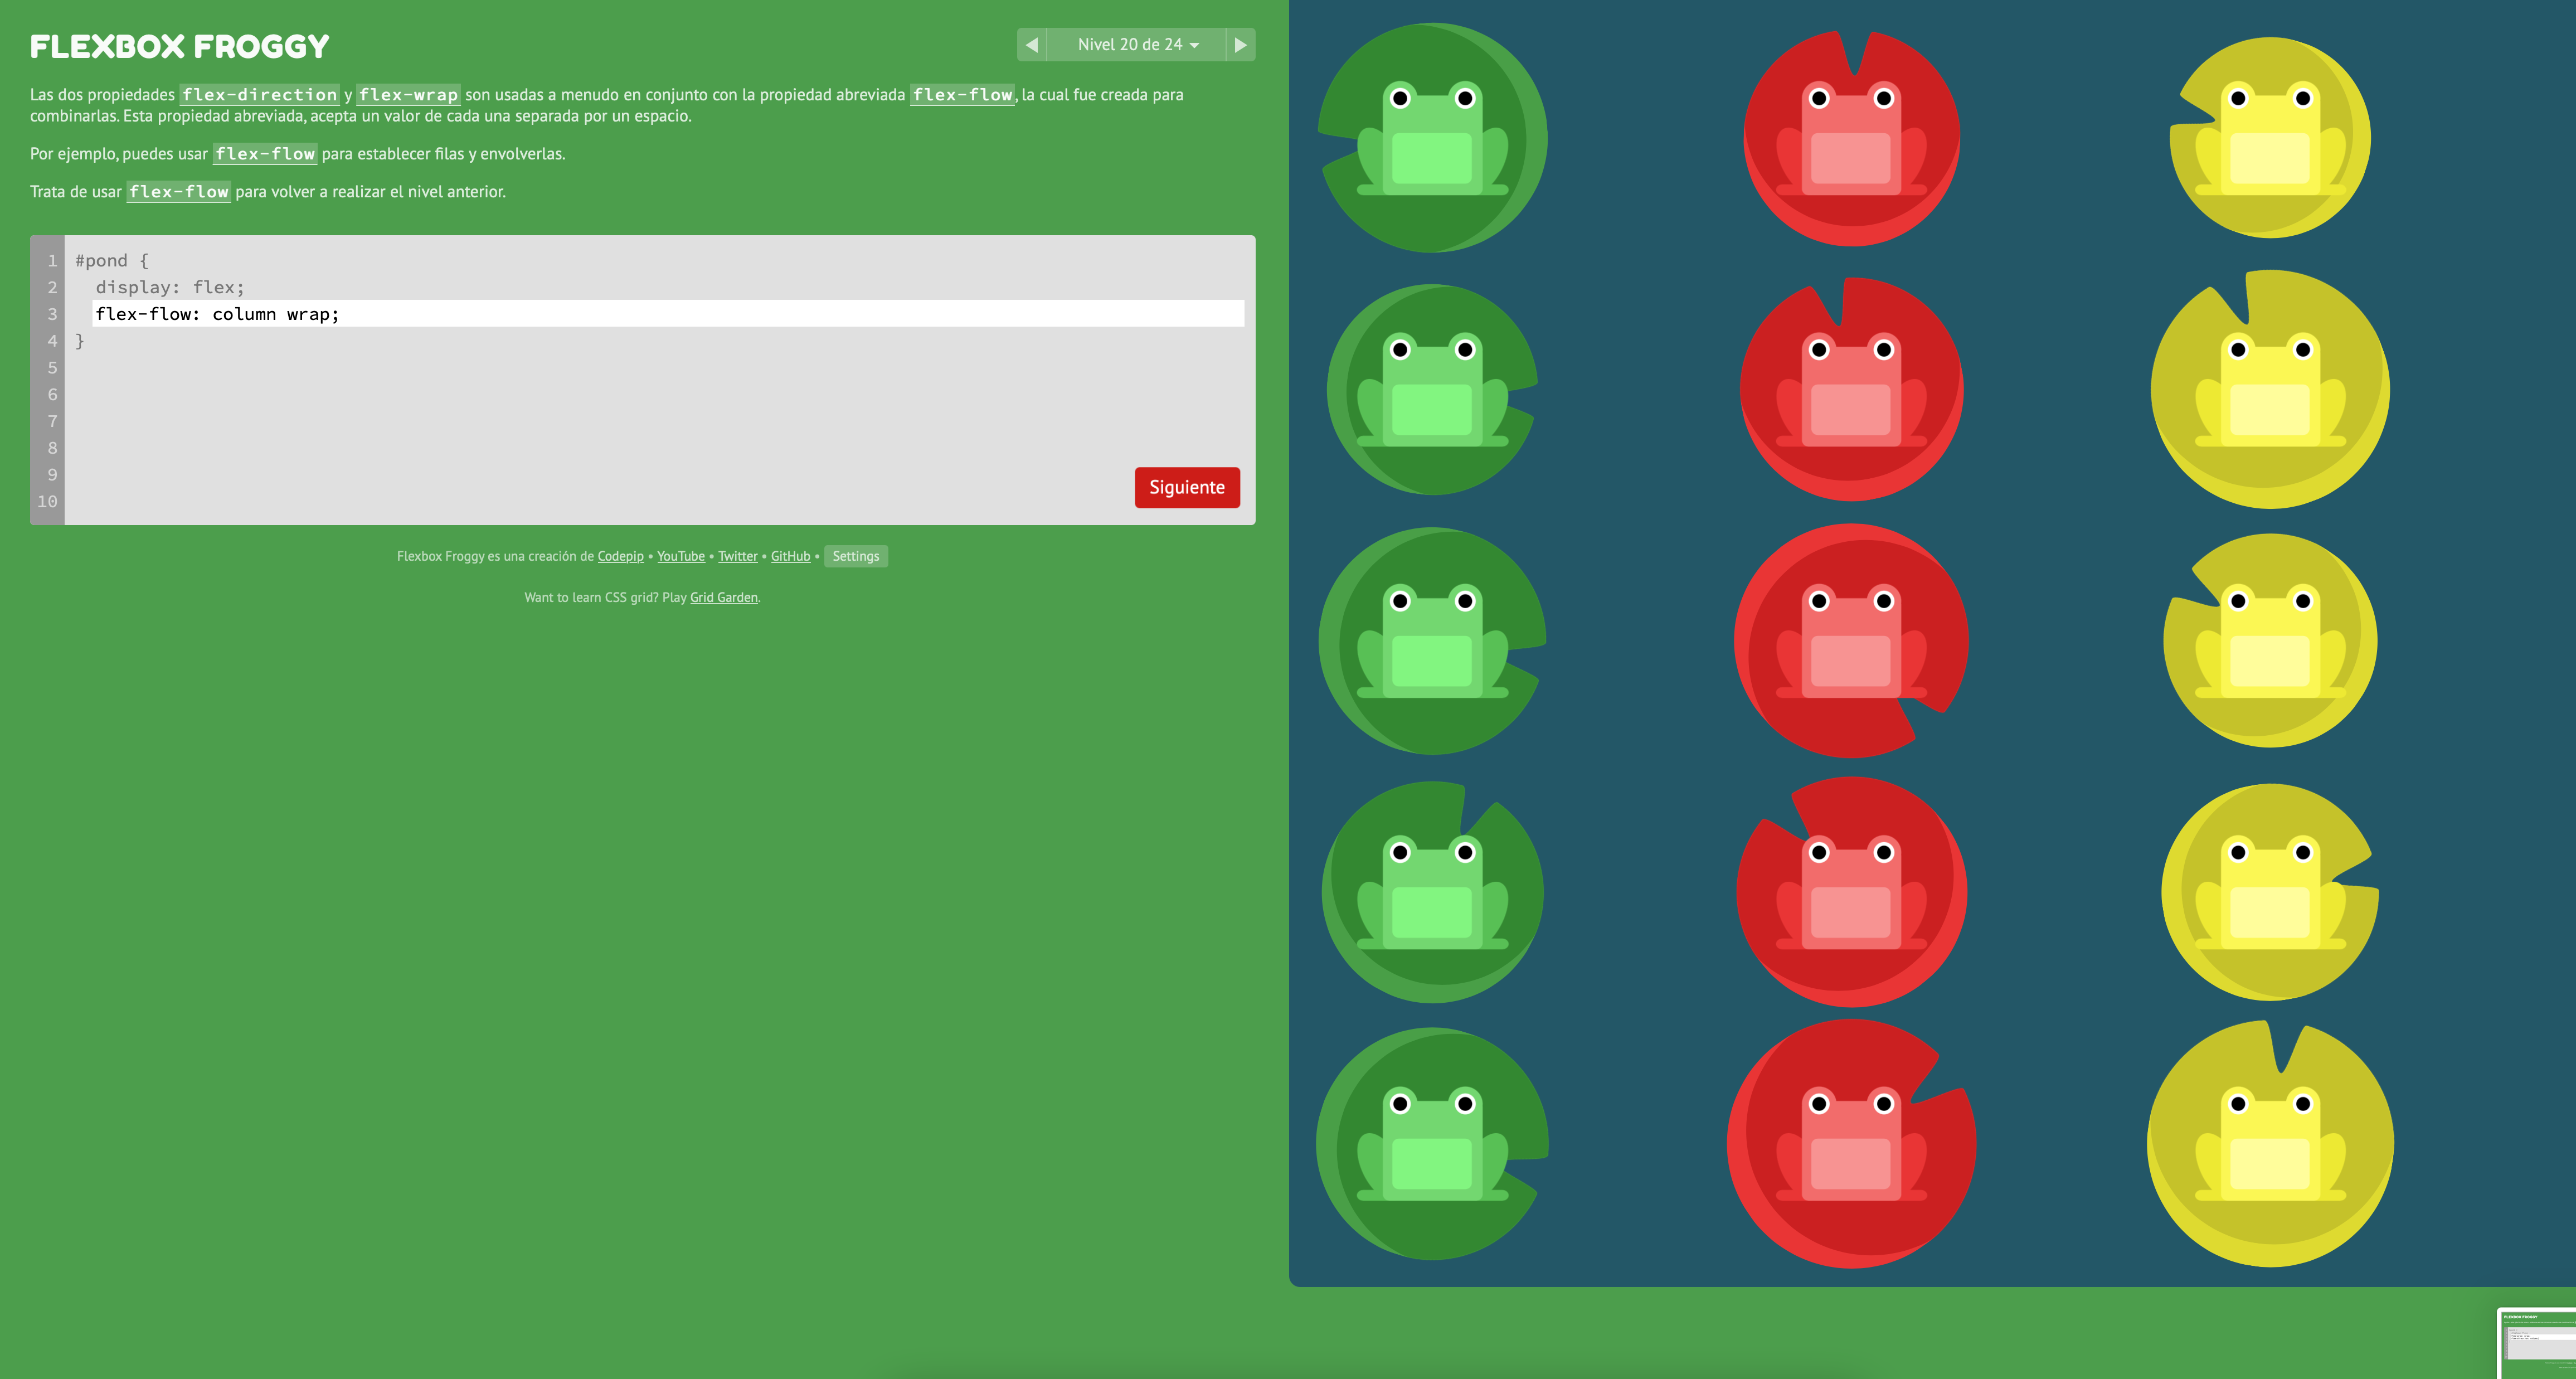 FLEXBOX FROGGY
Nivel 20 de 24
Las dos propiedades flex-direction y flex-wrap son usadas a menudo en conjunto con la propiedad abreviada flex-flow, la cual fue creada para
combinarlas. Esta propiedad abreviada, acepta un valor de cada una separada por un espacio.
Por ejemplo, puedes usar flex-flow para establecer filas y envolverlas.
Trata de usar flex-flow para volver a realizar el nivel anterior.
1 #pond {
2 display: flex;
3 flex-flow: column wrap;
4 }
5
6
7
8
9
10
Siguiente
Flexbox Froggy es una creación de Codepip • YouTube • Twitter • GitHub • Settings
Want to learn CSS grid? Play Grid Garden.
FLEXBOX FROGGY